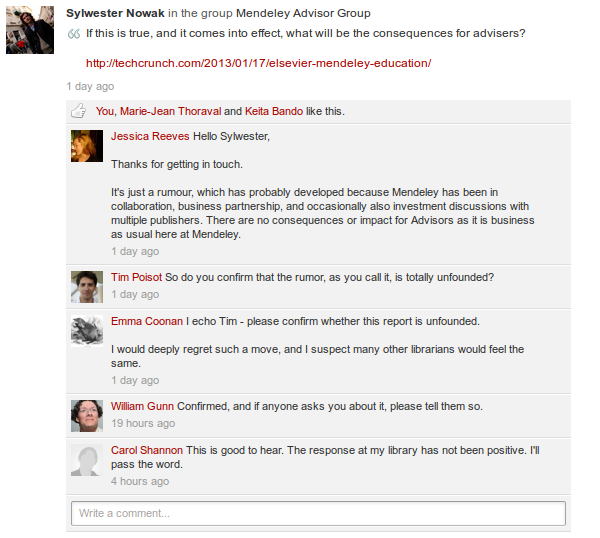 Sylwester Nowak in the group Mendeley Advisor Group
If this is true, and it comes into effect, what will be the consequences for advisers?
http://techcrunch.com/2013/01/17/elsevier-mendeley-education/
1 day ago
You, Marie-Jean Thoraval and Keita Bando like this.
Jessica Reeves Hello Sylwester,
Thanks for getting in touch.
It's just a rumour, which has probably developed because Mendeley has been in
collaboration, business partnership, and occasionally also investment discussions with
multiple publishers. There are no consequences or impact for Advisors as it is business
as usual here at Mendeley.
1 day ago
Tim Poisot So do you confirm that the rumor, as you call it, is totally unfounded?
1 day ago
Emma Coonan I echo Tim - please confirm whether this report is unfounded.
I would deeply regret such a move, and I suspect many other librarians would feel the
same.
1 day ago
William Gunn Confirmed, and if anyone asks you about it, please tell them so.
19 hours ago
Carol Shannon This is good to hear. The response at my library has not been positive. I'll
pass the word.
4 hours ago
Write a comment...